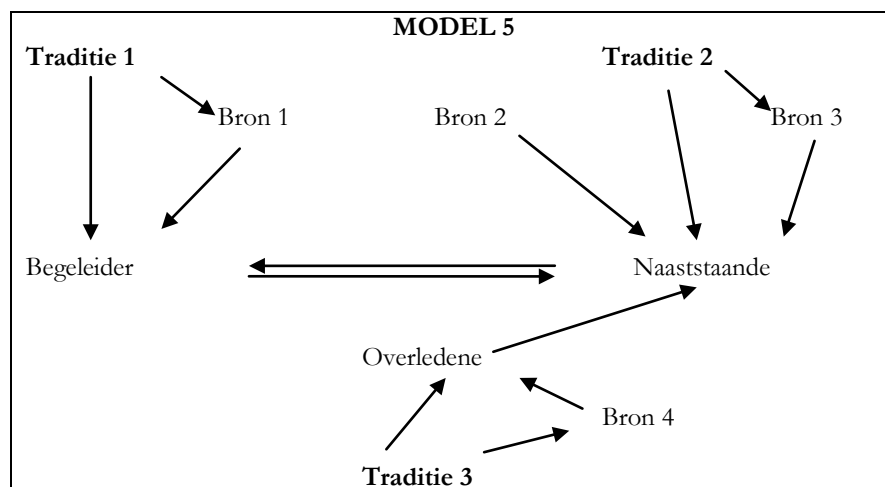 MODEL 5
Traditie 1
Traditie 2
Bron 1
Bron 2
Bron 3
Begeleider
Naaststaande
Overledene
Bron 4
Traditie 3